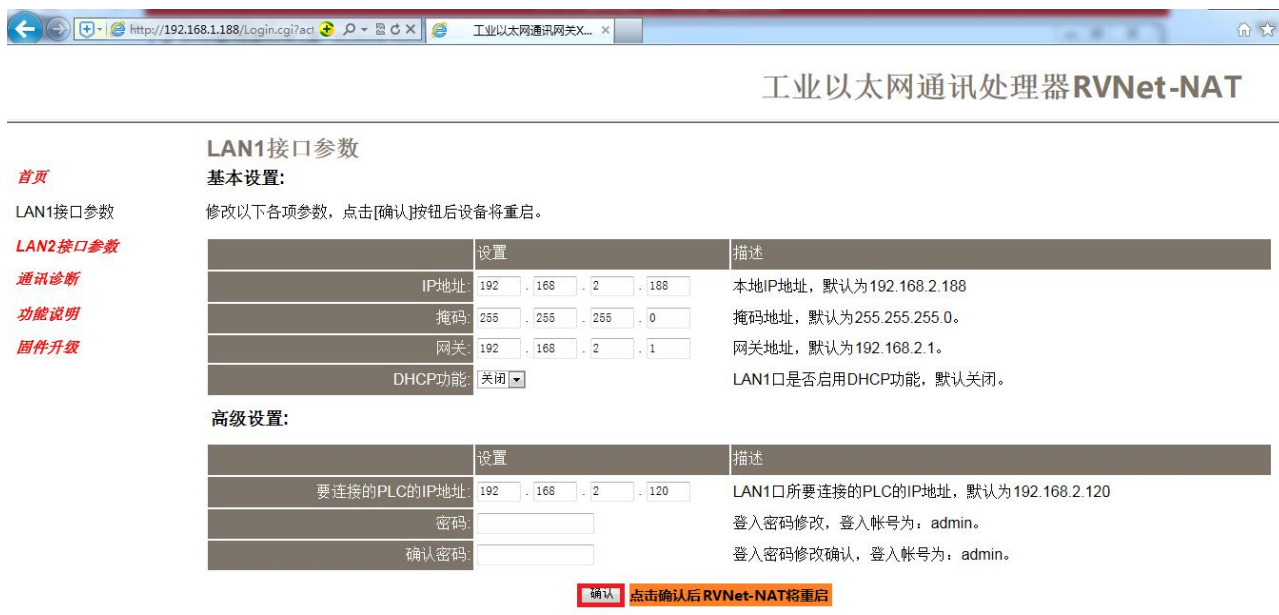 http://192.168.1.188/Login.cgi?act
工业以太网通讯网关X... ×
工业以太网通讯处理器RVNet-NAT
LAN1接口参数
首页
基本设置:
LAN1接口参数
修改以下各项参数，点击[确认]按钮后设备将重启。
LAN2接口参数
设置 描述
通讯诊断
IP地址: 192 . 168 . 2 . 188 本地IP地址，默认为192.168.2.188
功能说明
掩码: 255 . 255 . 255 . 0 掩码地址，默认为255.255.255.0。
固件升级
网关: 192 . 168 . 2 . 1 网关地址，默认为192.168.2.1。
DHCP功能: 关闭 LAN1口是否启用DHCP功能，默认关闭。
高级设置:
设置 描述
要连接的PLC的IP地址: 192 . 168 . 2 . 120 LAN1口所要连接的PLC的IP地址，默认为192.168.2.120
密码: 登入密码修改，登入帐号为：admin。
确认密码: 登入密码修改确认，登入帐号为：admin。
确认 点击确认后RVNet-NAT将重启